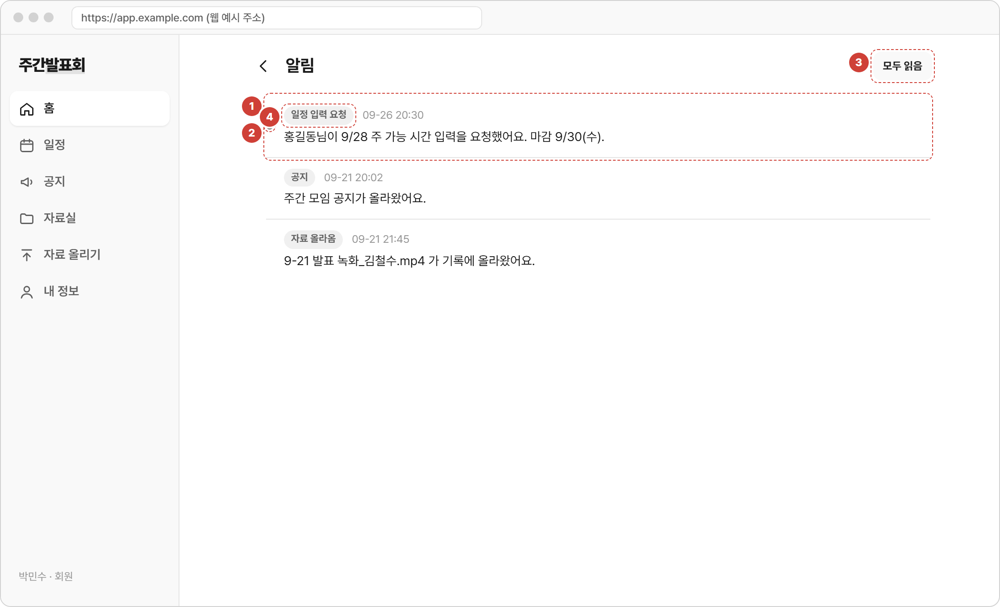 https://app.example.com (웹 예시 주소)
주간발표회
홈
일정
공지
자료실
자료 올리기
내 정보
박민수 · 회원
알림
3
모두 읽음
1
4
2
일정 입력 요청 09-26 20:30
홍길동님이 9/28 주 가능 시간 입력을 요청했어요. 마감 9/30(수).
공지 09-21 20:02
주간 모임 공지가 올라왔어요.
자료 올라옴 09-21 21:45
9-21 발표 녹화_김철수.mp4 가 기록에 올라왔어요.